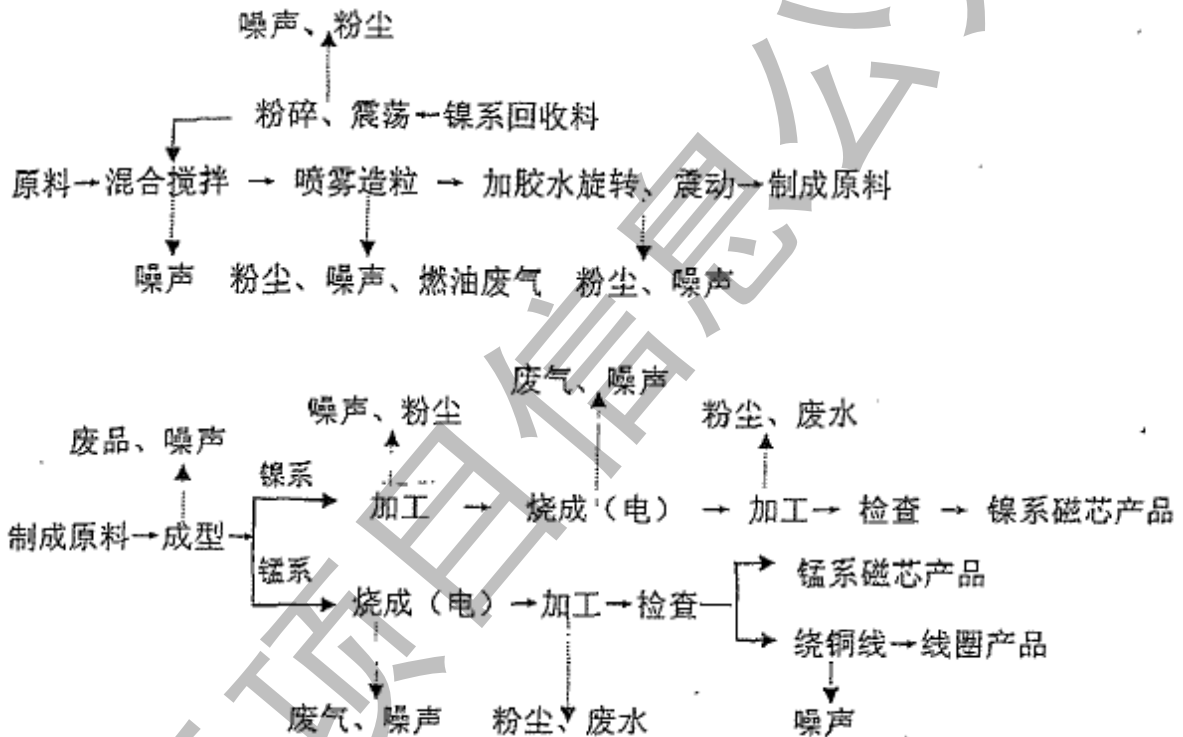 噪声、粉尘
粉碎、震荡←镍系回收料
原料→混合搅拌 → 喷雾造粒 → 加胶水旋转、震动→制成原料
噪声 粉尘、噪声、燃油废气 粉尘、噪声
废气、噪声
噪声、粉尘 粉尘、废水
废品、噪声
镍系
加工 → 烧成（电） → 加工→ 检查 → 镍系磁芯产品
制成原料→成型→
锰系 锰系磁芯产品
烧成（电）→加工→检查
绕铜线→线圈产品
废气、噪声 粉尘、废水 噪声
项目信息公